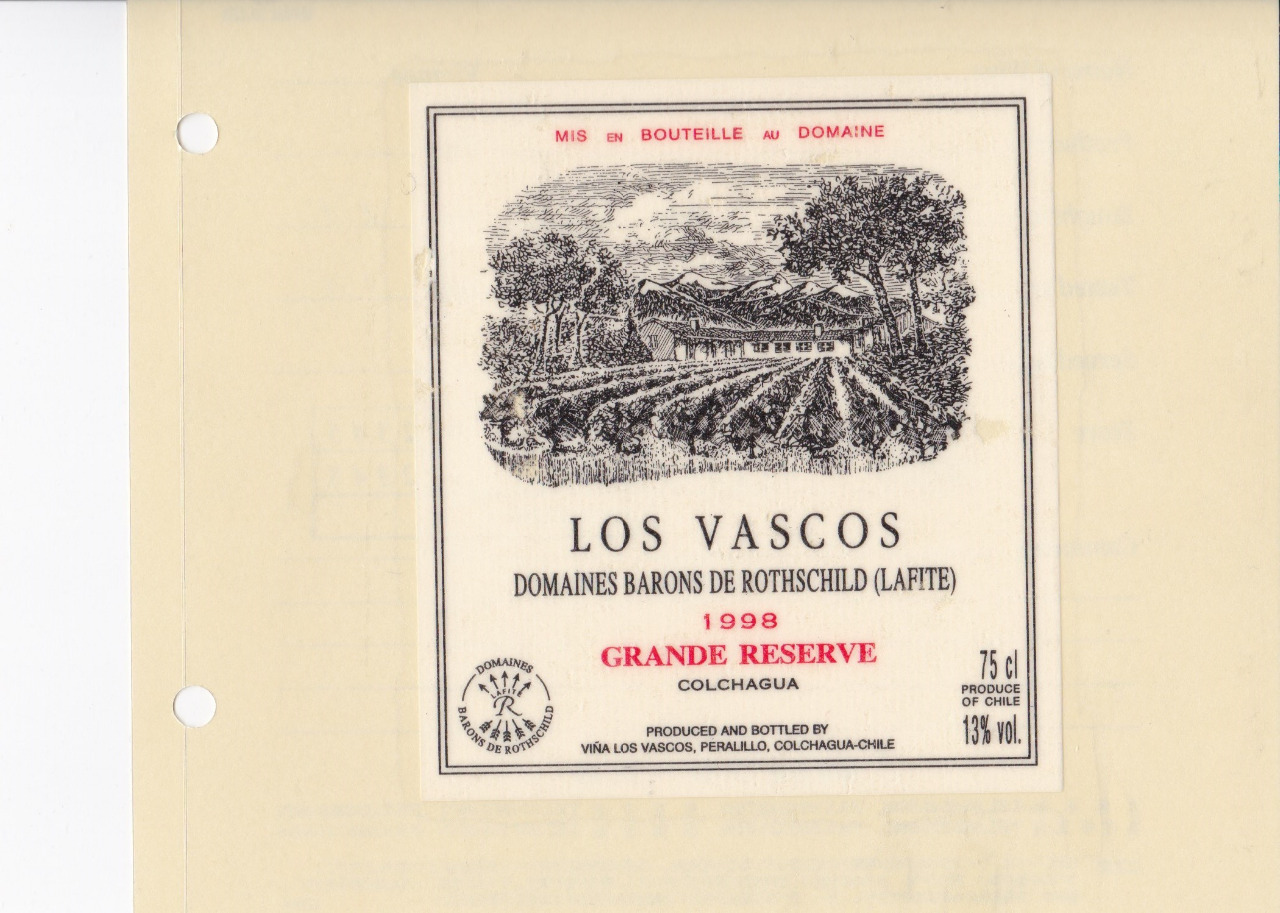 MIS EN BOUTEILLE AU DOMAINE
LOS VASCOS
DOMAINES BARONS DE ROTHSCHILD (LAFITE)
1998
GRANDE RESERVE
COLCHAGUA
DOMAINES
LAFITE
R
BARONS DE ROTHSCHILD
PRODUCED AND BOTTLED BY
VIÑA LOS VASCOS, PERALILLO, COLCHAGUA-CHILE
75 cl
PRODUCE
OF CHILE
13% vol.